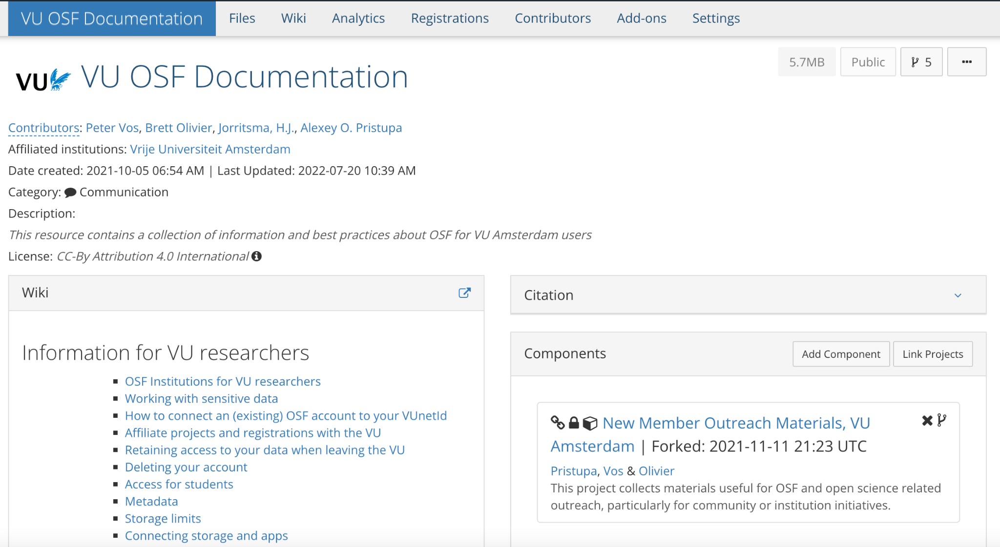 VU OSF Documentation Files Wiki Analytics Registrations Contributors Add-ons Settings
5.7MB Public 5 ...
VU VU OSF Documentation
Contributors: Peter Vos, Brett Olivier, Jorritsma, H.J., Alexey O. Pristupa
Affiliated institutions: Vrije Universiteit Amsterdam
Date created: 2021-10-05 06:54 AM | Last Updated: 2022-07-20 10:39 AM
Category: Communication
Description:
This resource contains a collection of information and best practices about OSF for VU Amsterdam users
License: CC-By Attribution 4.0 International
Wiki
Information for VU researchers
OSF Institutions for VU researchers
Working with sensitive data
How to connect an (existing) OSF account to your VUnetId
Affiliate projects and registrations with the VU
Retaining access to your data when leaving the VU
Deleting your account
Access for students
Metadata
Storage limits
Connecting storage and apps
Citation
Components Add Component Link Projects
New Member Outreach Materials, VU
Amsterdam | Forked: 2021-11-11 21:23 UTC
Pristupa, Vos & Olivier
This project collects materials useful for OSF and open science related
outreach, particularly for community or institution initiatives.